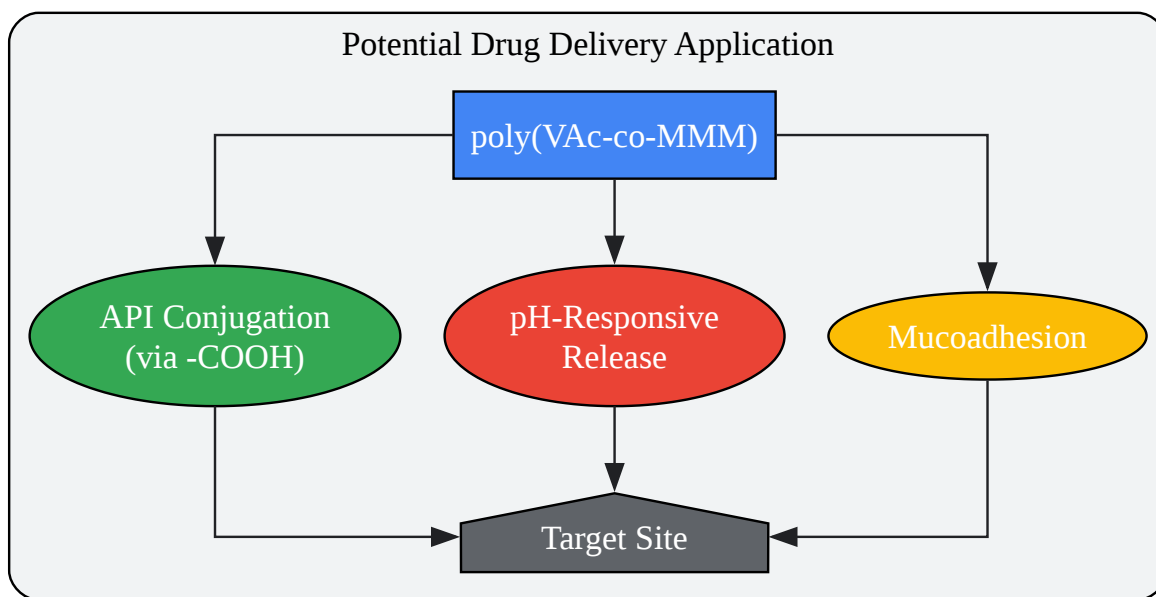 Potential Drug Delivery Application
poly(VAc-co-MMM)
API Conjugation
(via -COOH)
pH-Responsive
Release
Mucoadhesion
Target Site